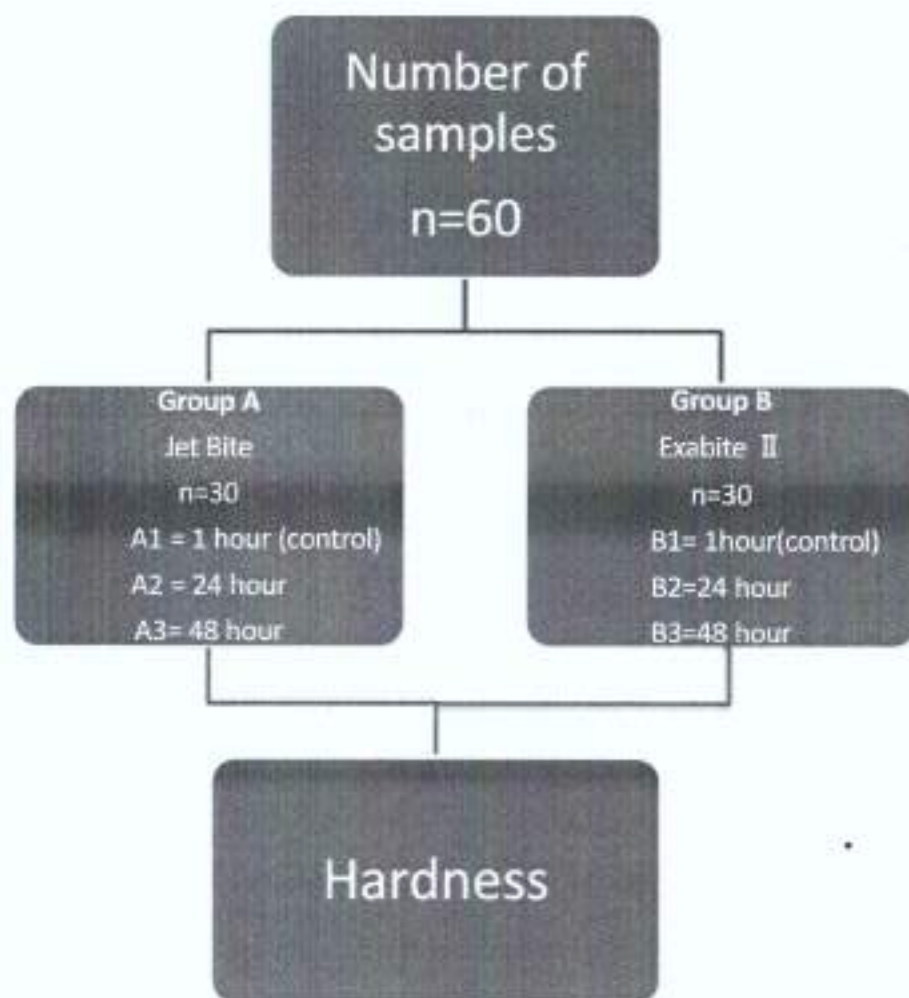 Number of
samples
n=60
Group A
Jet Bite
n=30
A1 = 1 hour (control)
A2 = 24 hour
A3= 48 hour
Group B
Exabite Ⅱ
n=30
B1= 1hour(control)
B2=24 hour
B3=48 hour
Hardness